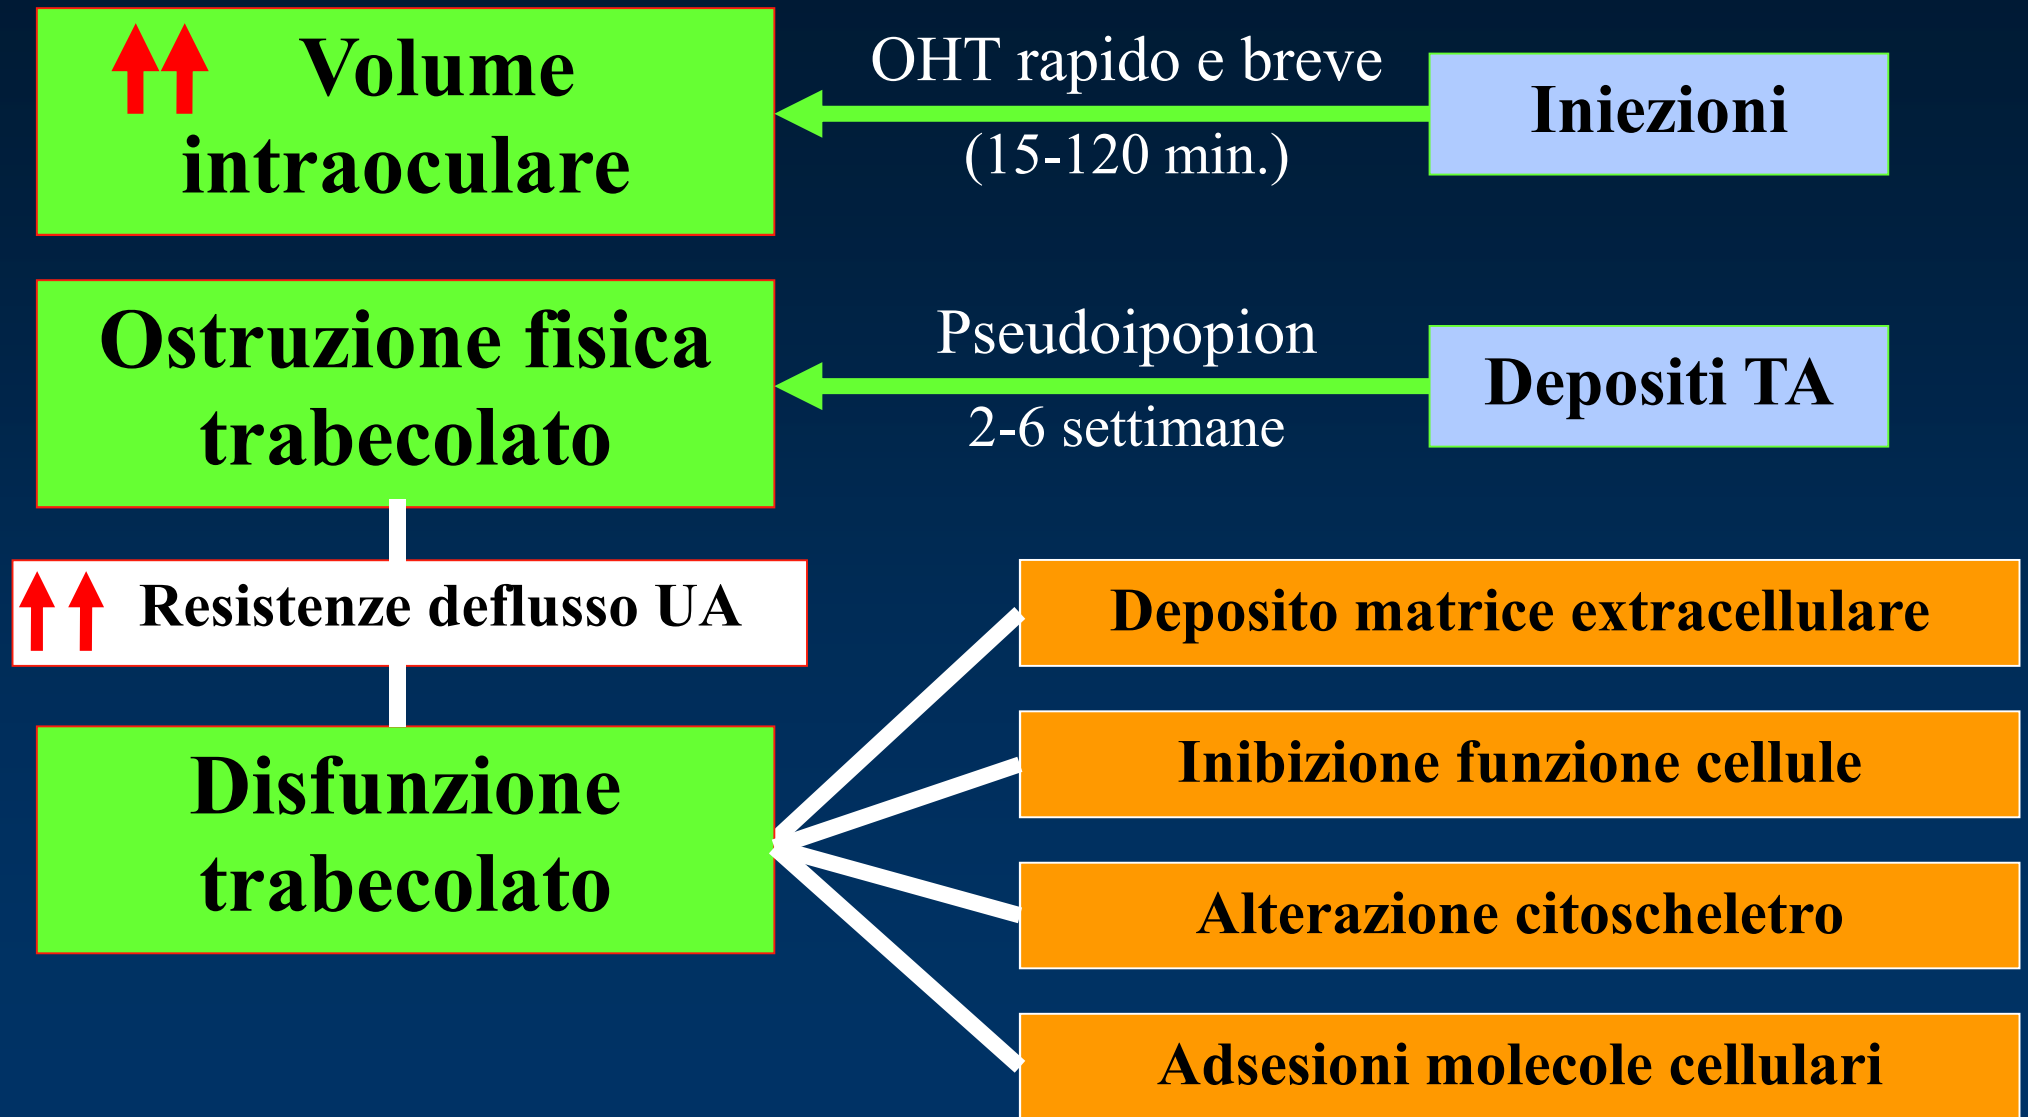 Volume
intraoculare
OHT rapido e breve
(15-120 min.)
Iniezioni
Ostruzione fisica
trabecolato
Pseudoipopion
2-6 settimane
Depositi TA
Resistenze deflusso UA
Disfunzione
trabecolato
Deposito matrice extracellulare
Inibizione funzione cellule
Alterazione citoscheletro
Adsesioni molecole cellulari